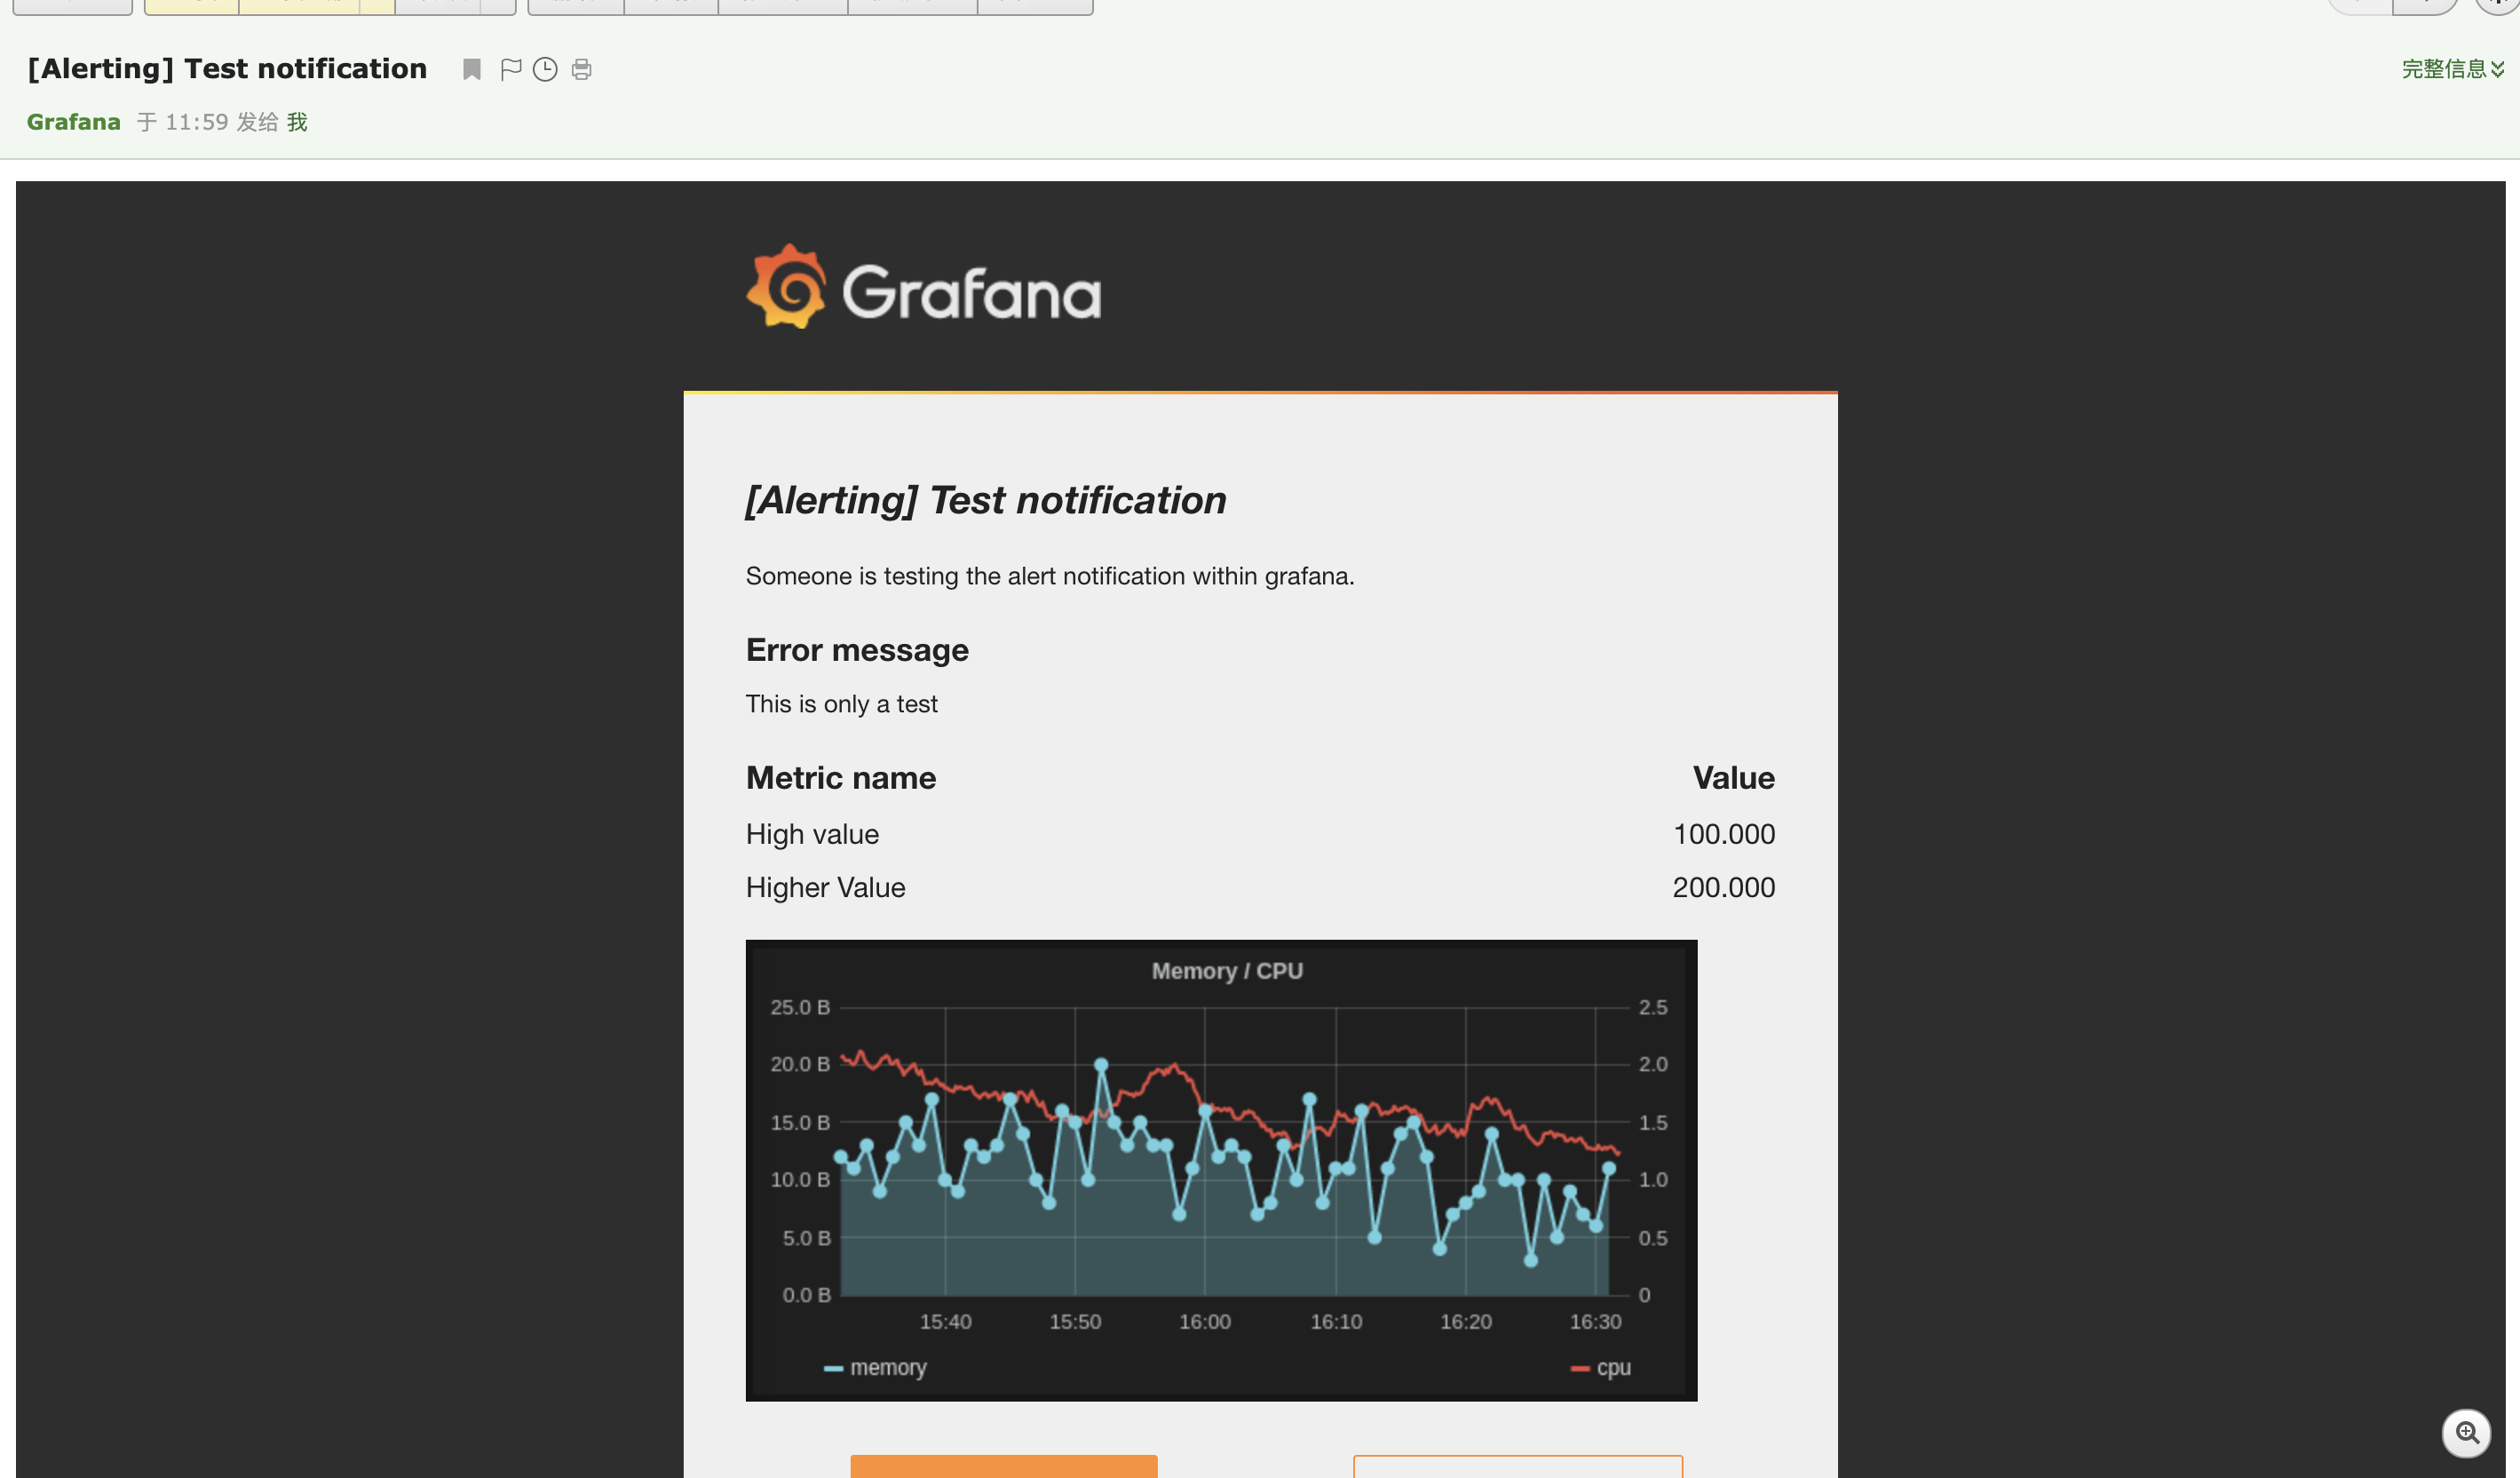 [Alerting] Test notification
完整信息
Grafana 于 11:59 发给 我
Grafana
[Alerting] Test notification
Someone is testing the alert notification within grafana.
Error message
This is only a test
Metric name Value
High value 100.000
Higher Value 200.000
Memory / CPU
25.0 B 2.5
20.0 B 2.0
15.0 B 1.5
10.0 B 1.0
5.0 B 0.5
0.0 B 0
15:40 15:50 16:00 16:10 16:20 16:30
memory cpu